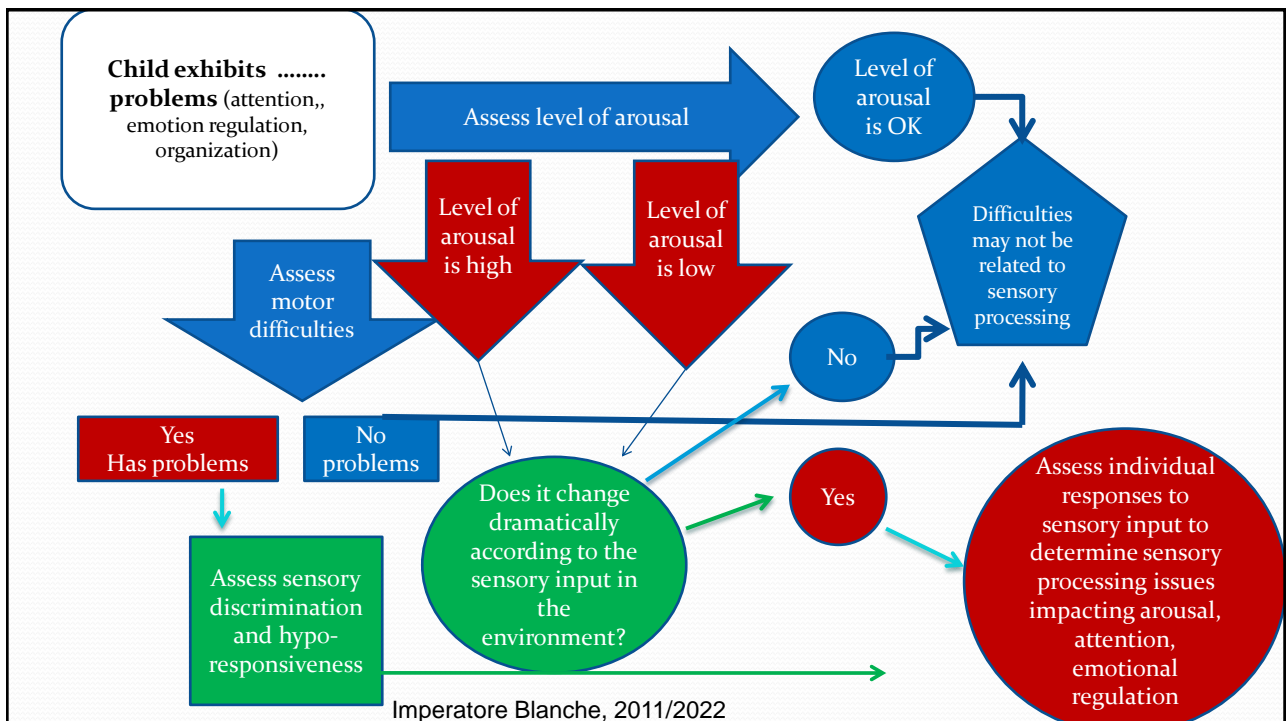 Child exhibits ........
problems (attention,,
emotion regulation,
organization)
Assess level of arousal
Level of
arousal
is OK
Level of
arousal
is high
Level of
arousal
is low
Difficulties
may not be
related to
sensory
processing
Assess
motor
difficulties
No
Yes
Has problems
No
problems
Does it change
dramatically
according to the
sensory input in
the
environment?
Yes
Assess individual
responses to
sensory input to
determine sensory
processing issues
impacting arousal,
attention,
emotional
regulation
Assess sensory
discrimination
and hypo-
responsiveness
Imperatore Blanche, 2011/2022